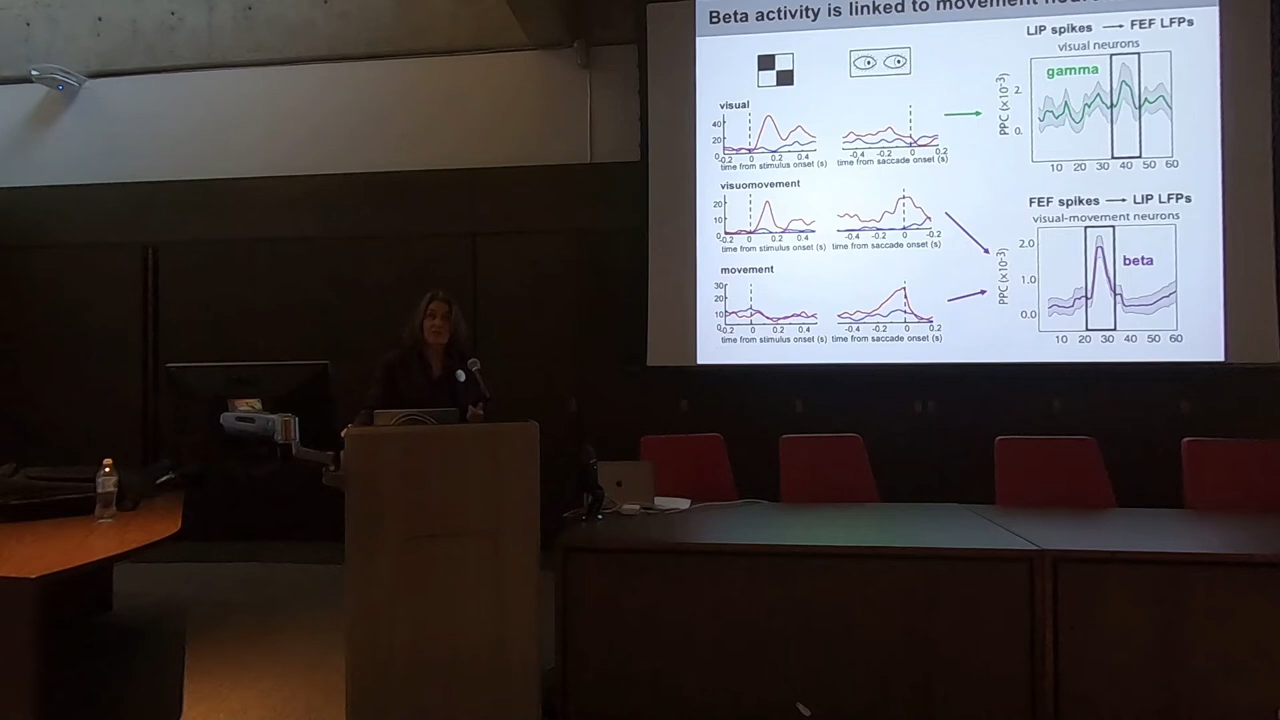 Beta activity is linked to movement
LIP spikes → FEF LFPs
visual neurons
gamma
PPC (x10⁻³)
2
0.
10 20 30 40 50 60
visual
40
20
0
-0.2 0 0.2 0.4
time from stimulus onset (s)
-0.4 -0.2 0 0.2
time from saccade onset (s)
visuomovement
20
10
0
-0.2 0 0.2 0.4
time from stimulus onset (s)
-0.4 -0.2 0 -0.2
time from saccade onset (s)
movement
30
20
10
0
-0.2 0 0.2 0.4
time from stimulus onset (s)
-0.4 -0.2 0 0.2
time from saccade onset (s)
FEF spikes → LIP LFPs
visual-movement neurons
beta
PPC (x10⁻³)
2.0
1.0
0.0
10 20 30 40 50 60